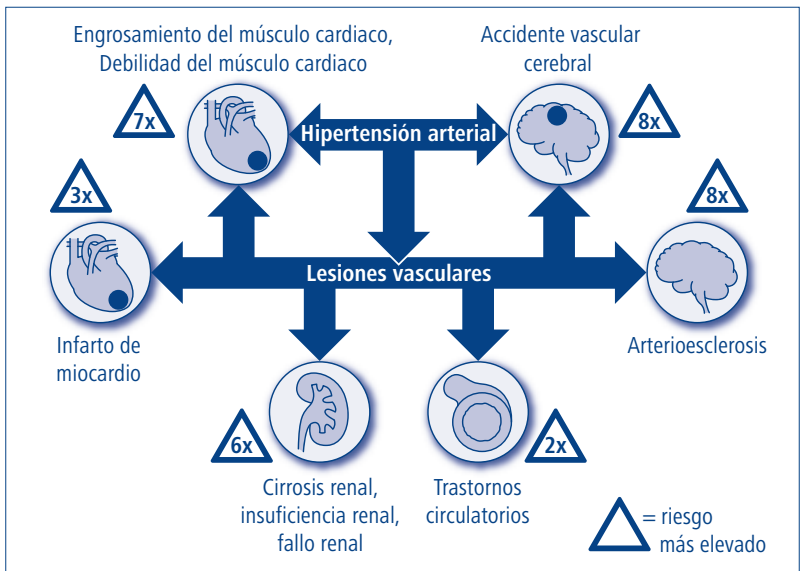 Engrosamiento del músculo cardiaco,
Debilidad del músculo cardiaco
Accidente vascular
cerebral
7x
8x
Hipertensión arterial
3x
8x
Lesiones vasculares
Infarto de
miocardio
Arterioesclerosis
6x
2x
Cirrosis renal,
insuficiencia renal,
fallo renal
Trastornos
circulatorios
= riesgo
más elevado